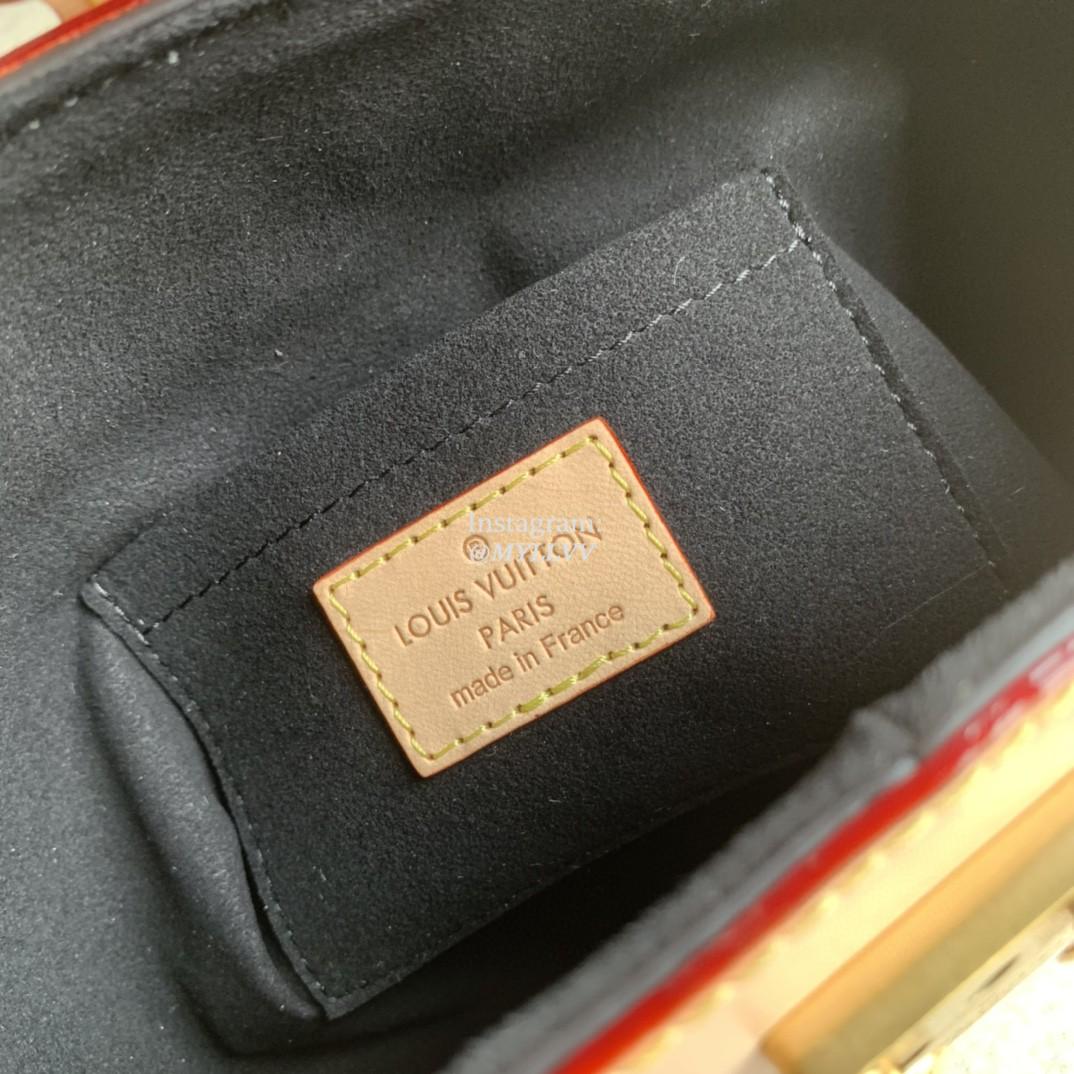 Instagram:
®
LOUIS VUITTON
PARIS
made in France